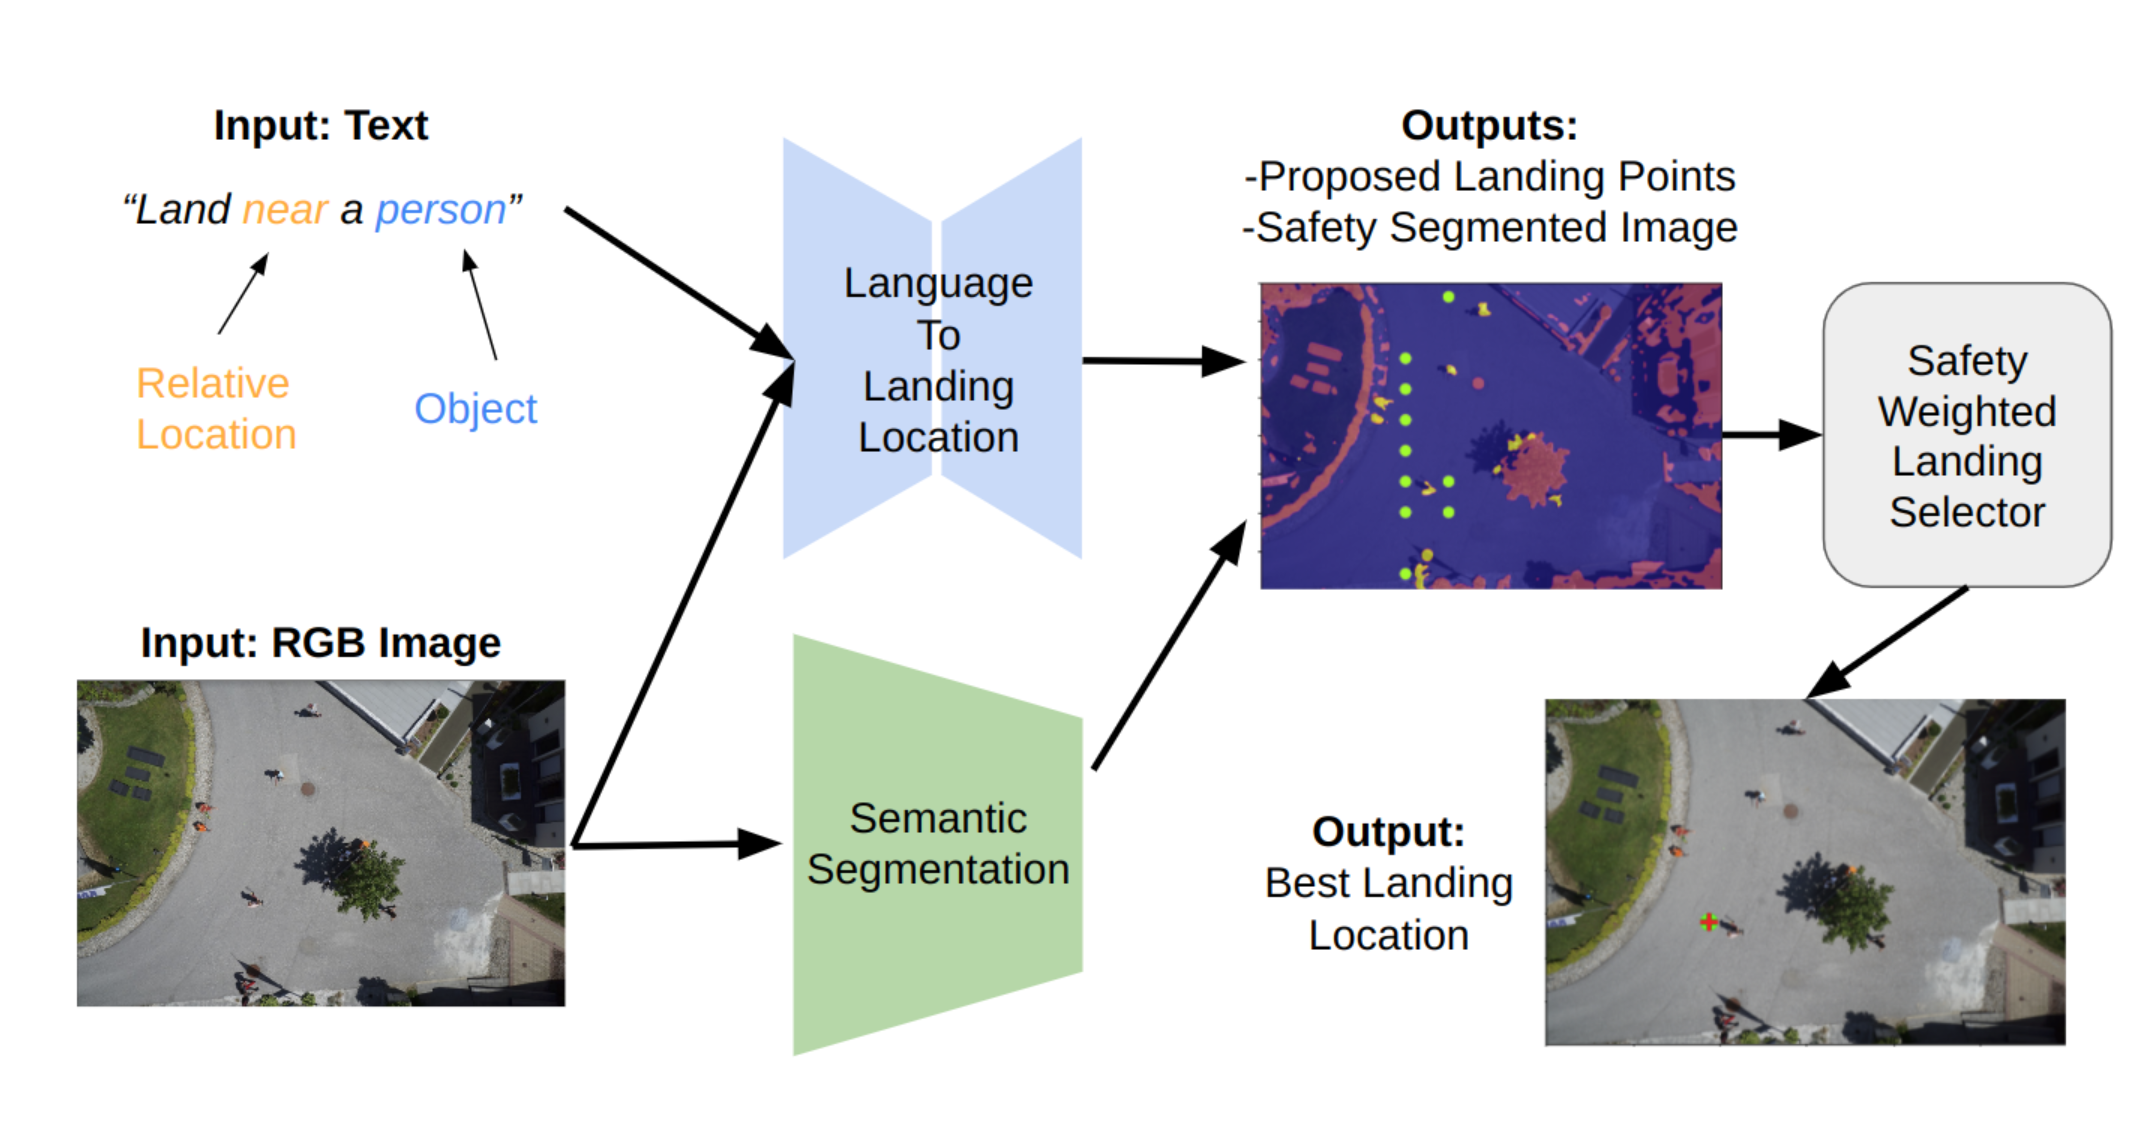 Input: Text
“Land near a person”
Relative
Location
Object
Input: RGB Image
Language
To
Landing
Location
Semantic
Segmentation
Outputs:
-Proposed Landing Points
-Safety Segmented Image
Safety
Weighted
Landing
Selector
Output:
Best Landing
Location